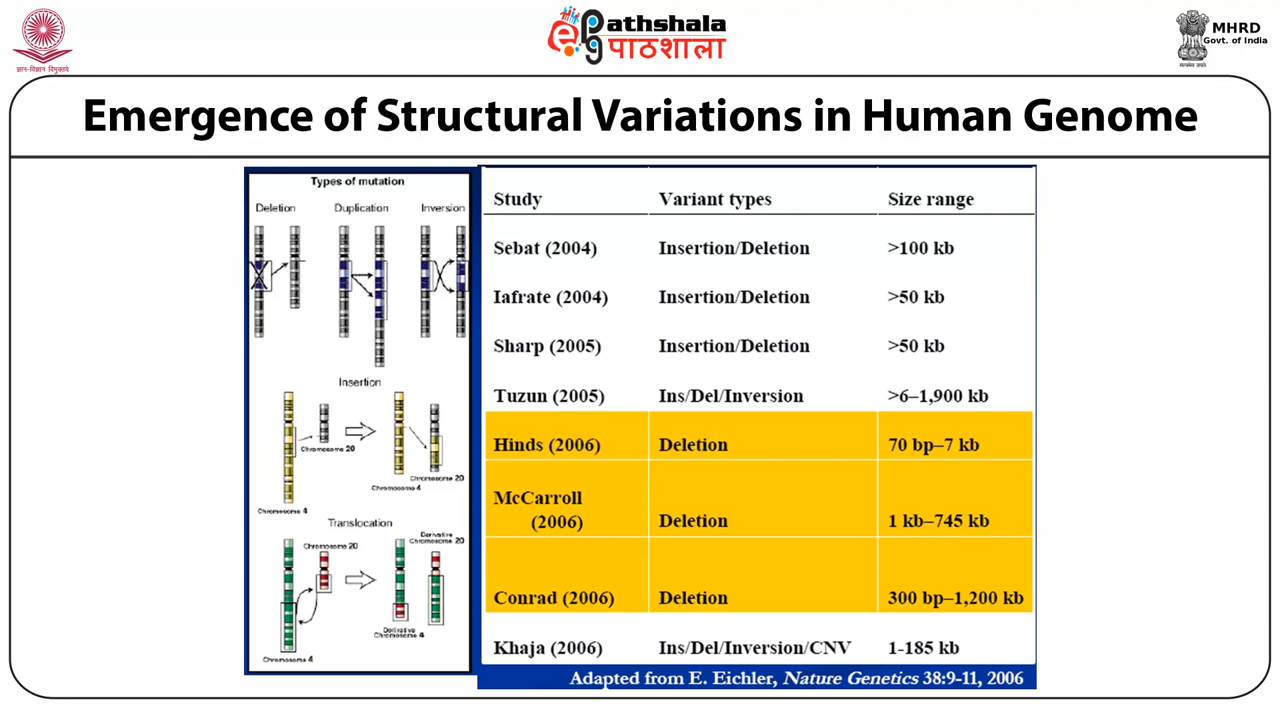 ज्ञान-विज्ञान विमुक्तये
epathshala
पाठशाला
MHRD
Govt. of India
सत्यमेव जयते
Emergence of Structural Variations in Human Genome
Types of mutation
Deletion Duplication Inversion
Insertion
Chromosome 20
Chromosome 20
Chromosome 4
Chromosome 4
Translocation
Derivative
Chromosome 20
Chromosome 20
Derivative
Chromosome 4
Chromosome 4
Study Variant types Size range
Sebat (2004) Insertion/Deletion >100 kb
Iafrate (2004) Insertion/Deletion >50 kb
Sharp (2005) Insertion/Deletion >50 kb
Tuzun (2005) Ins/Del/Inversion >6–1,900 kb
Hinds (2006) Deletion 70 bp–7 kb
McCarroll
(2006) Deletion 1 kb–745 kb
Conrad (2006) Deletion 300 bp–1,200 kb
Khaja (2006) Ins/Del/Inversion/CNV 1-185 kb
Adapted from E. Eichler, Nature Genetics 38:9-11, 2006